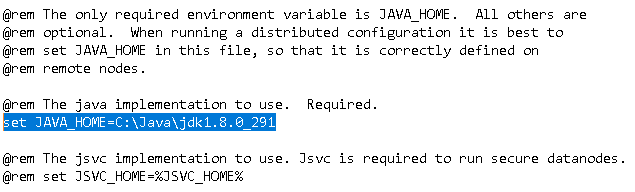 @rem The only required environment variable is JAVA_HOME.  All others are
@rem optional.  When running a distributed configuration it is best to
@rem set JAVA_HOME in this file, so that it is correctly defined on
@rem remote nodes.
@rem The java implementation to use.  Required.
set JAVA_HOME=C:\Java\jdk1.8.0_291
@rem The jsvc implementation to use. Jsvc is required to run secure datanodes.
@rem set JSVC_HOME=%JSVC_HOME%